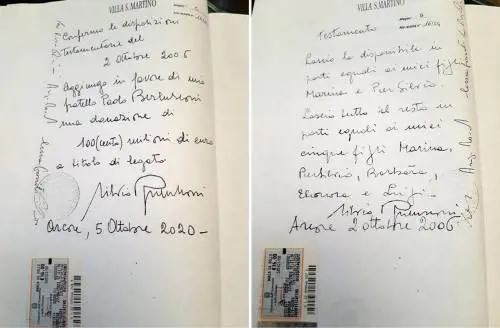 VILLA S. MARTINO
Confermo le disposizioni
testamentarie del
2 Ottobre 2006
Aggiungo in favore di mio
fratello Paolo Berlusconi
una donazione di
100 (cento) milioni di euro
a titolo di legato
Silvio Berlusconi
Arcore, 5 Ottobre 2020 -
VILLA S. MARTINO
Testamento
Lascio la disponibile in
parti eguali ai miei figli
Marina e Pier Silvio.
Lascio tutto il resto in
parti eguali ai miei
cinque figli Marina,
PierSilvio, Barbara,
Eleonora e Luigi.
Silvio Berlusconi
Arcore 2 ottobre 2006